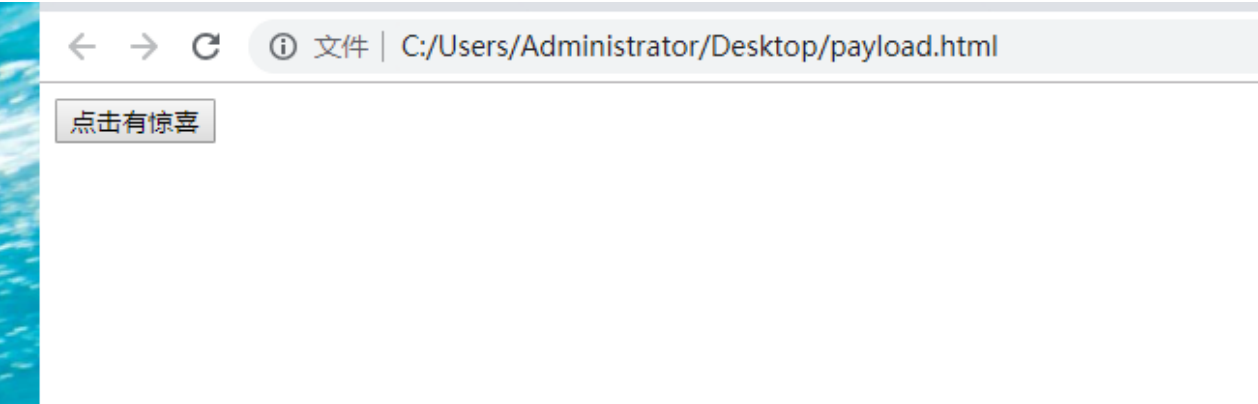 文件 | C:/Users/Administrator/Desktop/payload.html
点击有惊喜